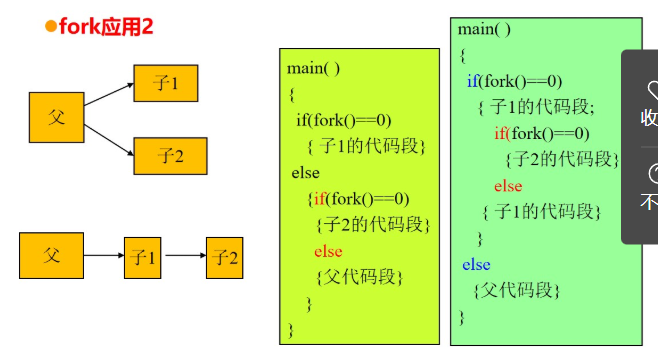 fork应用2
父
子1
子2
父
子1
子2
main( )
{
if(fork()==0)
{ 子1的代码段}
else
{if(fork()==0)
{子2的代码段}
else
{父代码段}
}
}
main( )
{
if(fork()==0)
{ 子1的代码段;
if(fork()==0)
{子2的代码段}
else
{ 子1的代码段}
}
else
{父代码段}
}
收
不